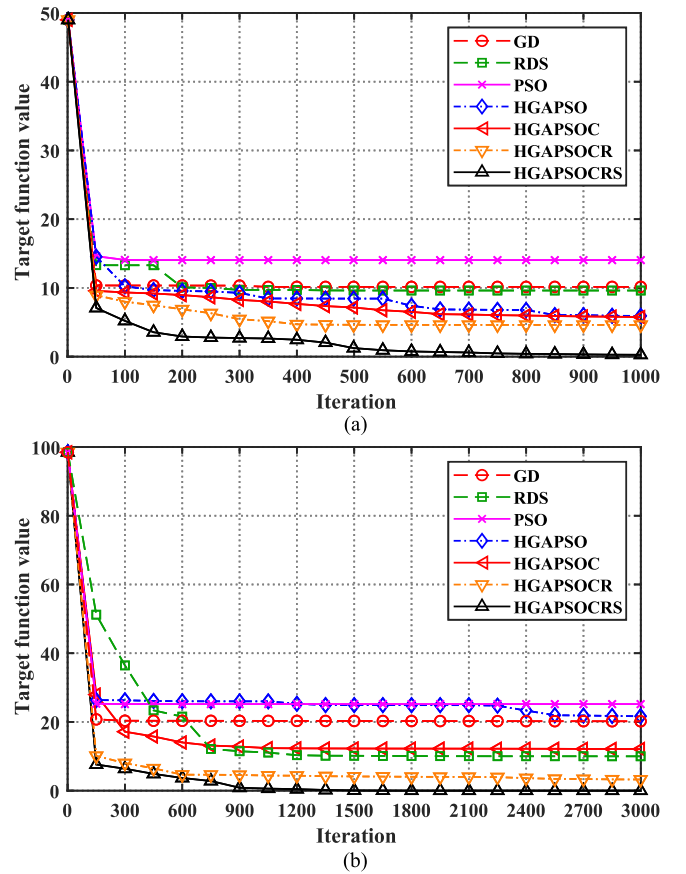 50
40
30
20
10
0
Target function value
GD
RDS
PSO
HGAPSO
HGAPSOC
HGAPSOCR
HGAPSOCRS
0 100 200 300 400 500 600 700 800 900 1000
Iteration
(a)
100
80
60
40
20
0
Target function value
GD
RDS
PSO
HGAPSO
HGAPSOC
HGAPSOCR
HGAPSOCRS
0 300 600 900 1200 1500 1800 2100 2400 2700 3000
Iteration
(b)